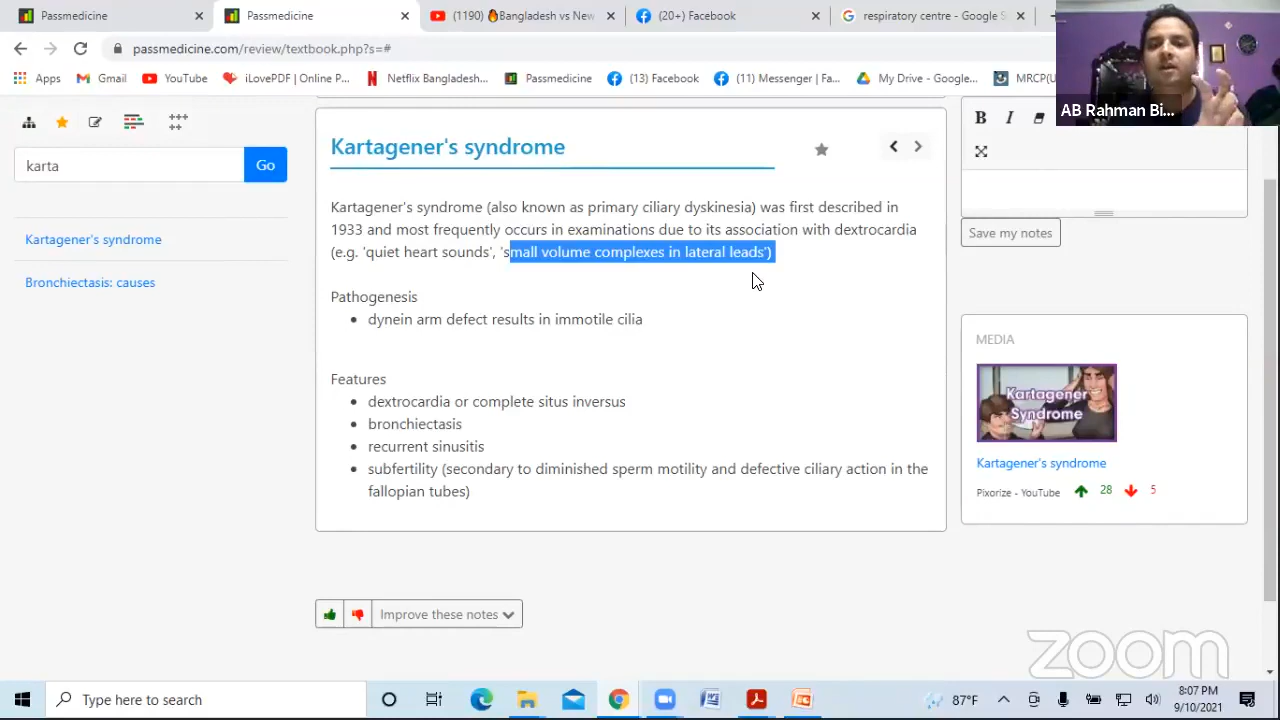 Passmedicine
Passmedicine
(1190) 🔥Bangladesh vs New
(20+) Facebook
respiratory centre - Google S
passmedicine.com/review/textbook.php?s=#
Apps
Gmail
YouTube
iLovePDF | Online P...
Netflix Bangladesh...
Passmedicine
(13) Facebook
(11) Messenger | Fa...
My Drive - Google...
MRCP(U
AB Rahman Bi...
karta
Go
Kartagener's syndrome
Bronchiectasis: causes
Kartagener's syndrome
Kartagener's syndrome (also known as primary ciliary dyskinesia) was first described in
1933 and most frequently occurs in examinations due to its association with dextrocardia
(e.g. 'quiet heart sounds', 'small volume complexes in lateral leads')
Pathogenesis
• dynein arm defect results in immotile cilia
Features
• dextrocardia or complete situs inversus
• bronchiectasis
• recurrent sinusitis
• subfertility (secondary to diminished sperm motility and defective ciliary action in the
fallopian tubes)
Improve these notes
B I
Save my notes
MEDIA
Kartagener
Syndrome
Kartagener's syndrome
Pixorize - YouTube
28
5
zoom
Type here to search
87°F
8:07 PM
9/10/2021